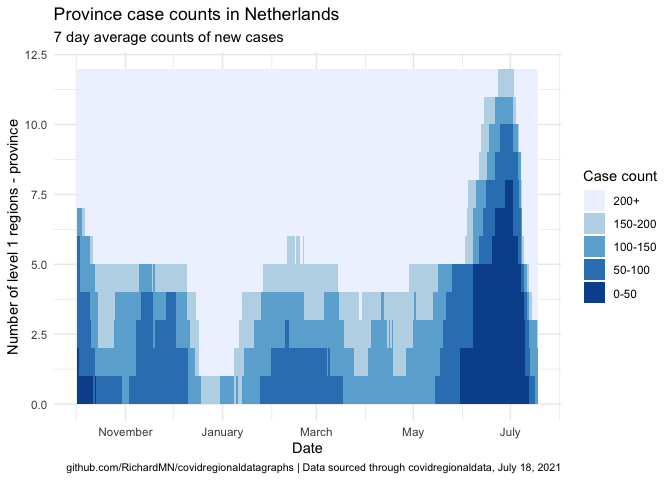 Province case counts in Netherlands
7 day average counts of new cases
12.5
10.0
7.5
5.0
2.5
0.0
Number of level 1 regions - province
November
January
March
May
July
Date
Case count
200+
150-200
100-150
50-100
0-50
github.com/RichardMN/covidregionaldatagraphs | Data sourced through covidregionaldata, July 18, 2021